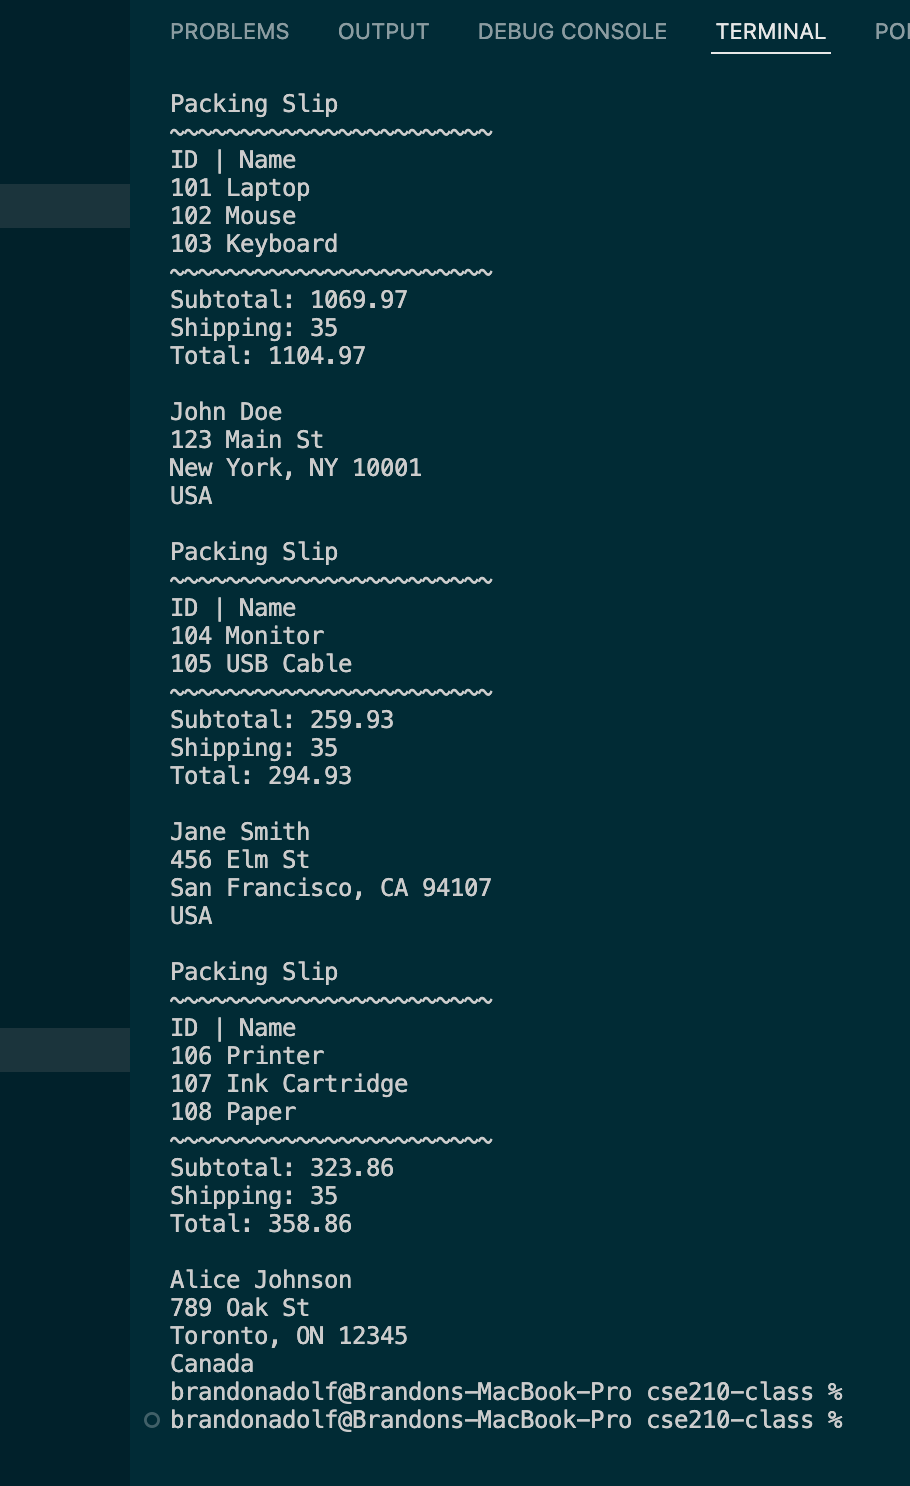 PROBLEMS OUTPUT DEBUG CONSOLE TERMINAL
Packing Slip
~~~~~~~~~~~~~~~~~~~~~~~
ID | Name
101 Laptop
102 Mouse
103 Keyboard
~~~~~~~~~~~~~~~~~~~~~~~
Subtotal: 1069.97
Shipping: 35
Total: 1104.97
John Doe
123 Main St
New York, NY 10001
USA
Packing Slip
~~~~~~~~~~~~~~~~~~~~~~~
ID | Name
104 Monitor
105 USB Cable
~~~~~~~~~~~~~~~~~~~~~~~
Subtotal: 259.93
Shipping: 35
Total: 294.93
Jane Smith
456 Elm St
San Francisco, CA 94107
USA
Packing Slip
~~~~~~~~~~~~~~~~~~~~~~~
ID | Name
106 Printer
107 Ink Cartridge
108 Paper
~~~~~~~~~~~~~~~~~~~~~~~
Subtotal: 323.86
Shipping: 35
Total: 358.86
Alice Johnson
789 Oak St
Toronto, ON 12345
Canada
brandonadolf@Brandons-MacBook-Pro cse210-class %
brandonadolf@Brandons-MacBook-Pro cse210-class %